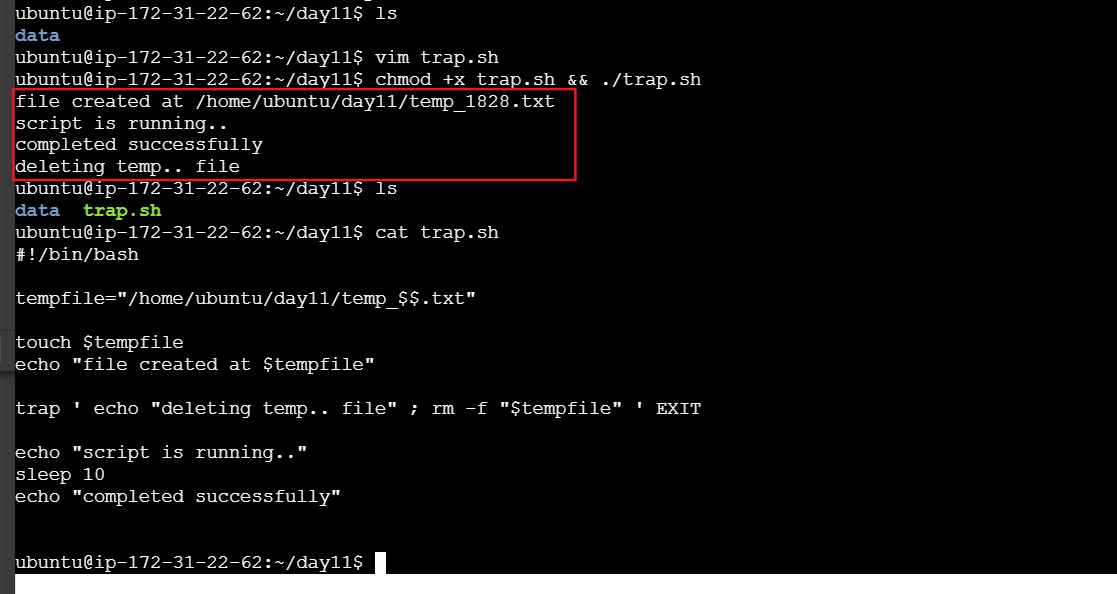 ubuntu@ip-172-31-22-62:~/day11$ ls
data
ubuntu@ip-172-31-22-62:~/day11$ vim trap.sh
ubuntu@ip-172-31-22-62:~/day11$ chmod +x trap.sh && ./trap.sh
file created at /home/ubuntu/day11/temp_1828.txt
script is running..
completed successfully
deleting temp.. file
ubuntu@ip-172-31-22-62:~/day11$ ls
data  trap.sh
ubuntu@ip-172-31-22-62:~/day11$ cat trap.sh
#!/bin/bash
tempfile="/home/ubuntu/day11/temp_$$.txt"
touch $tempfile
echo "file created at $tempfile"
trap ' echo "deleting temp.. file" ; rm -f "$tempfile" ' EXIT
echo "script is running.."
sleep 10
echo "completed successfully"
ubuntu@ip-172-31-22-62:~/day11$